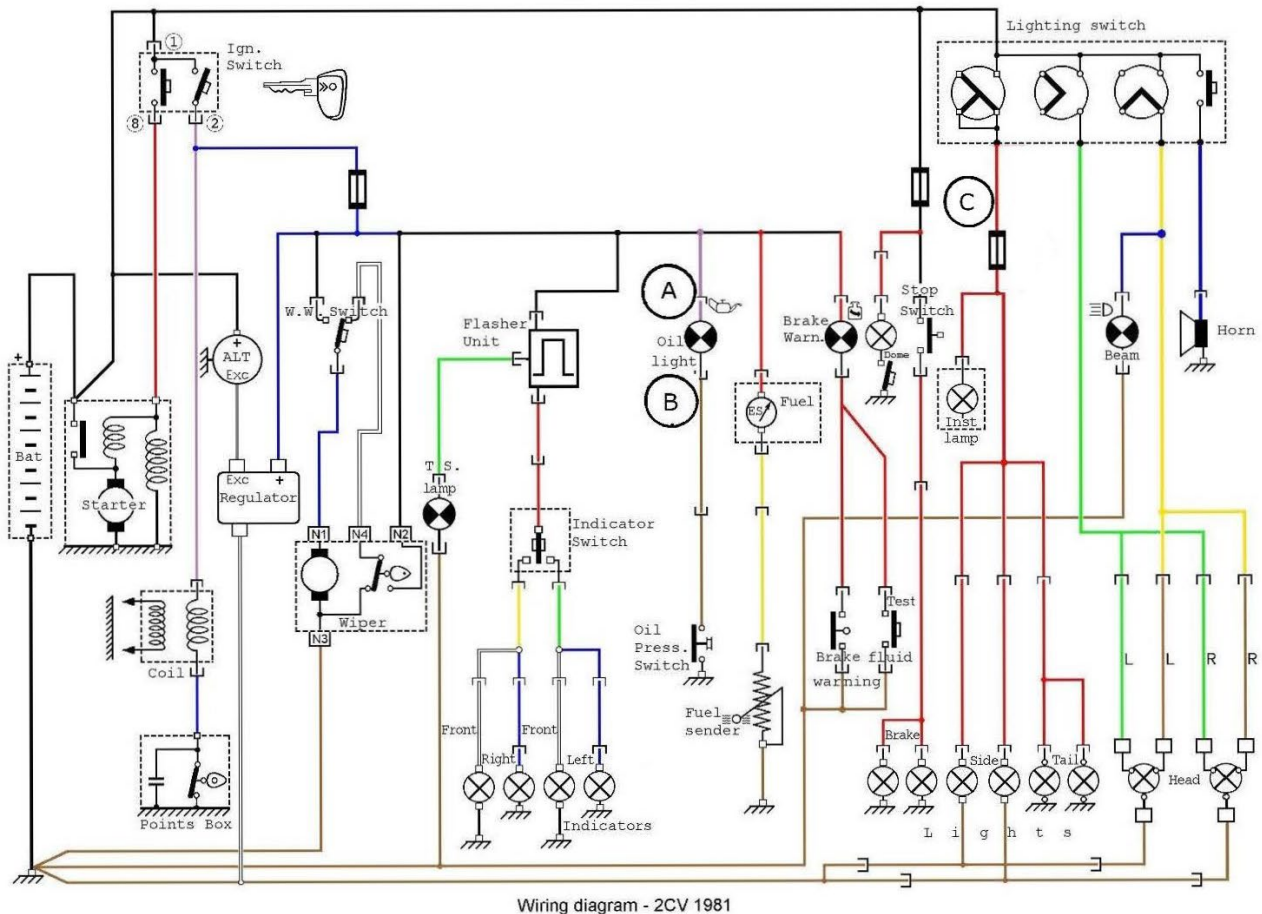 Lighting switch
1
Ign.
Switch
8
2
C
W.W. Switch
A
Stop
Switch
Flasher
Unit
Oil
light
Brake
Warn.
Dome
Beam
Horn
+
ALT
Exc
B
ES
Fuel
Inst
lamp
+
Bat
T.S.
lamp
Exc
+
Regulator
Starter
Indicator
Switch
N1
N4
N2
Wiper
N3
Test
Oil
Press.
Switch
Brake fluid
warning
L
L
R
R
Coil
Fuel
sender
Front
Front
Right
Left
Brake
Side
Tail
Head
Points Box
Indicators
Lights
Wiring diagram - 2CV 1981